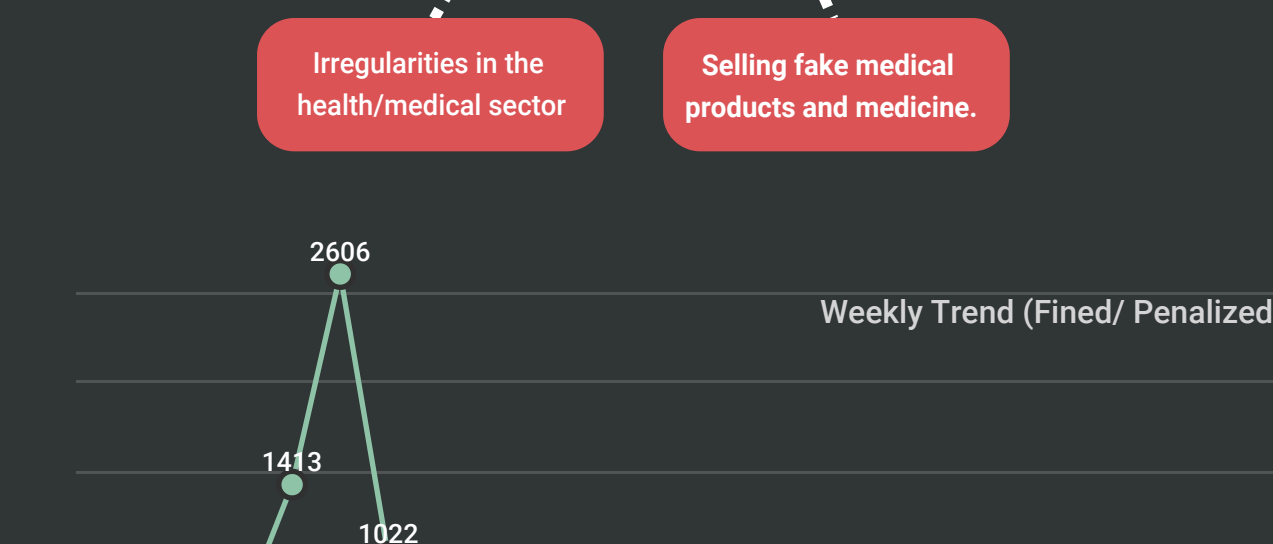 Irregularities in the
health/medical sector
Selling fake medical
products and medicine.
2606
Weekly Trend (Fined/ Penalized
1413
1022